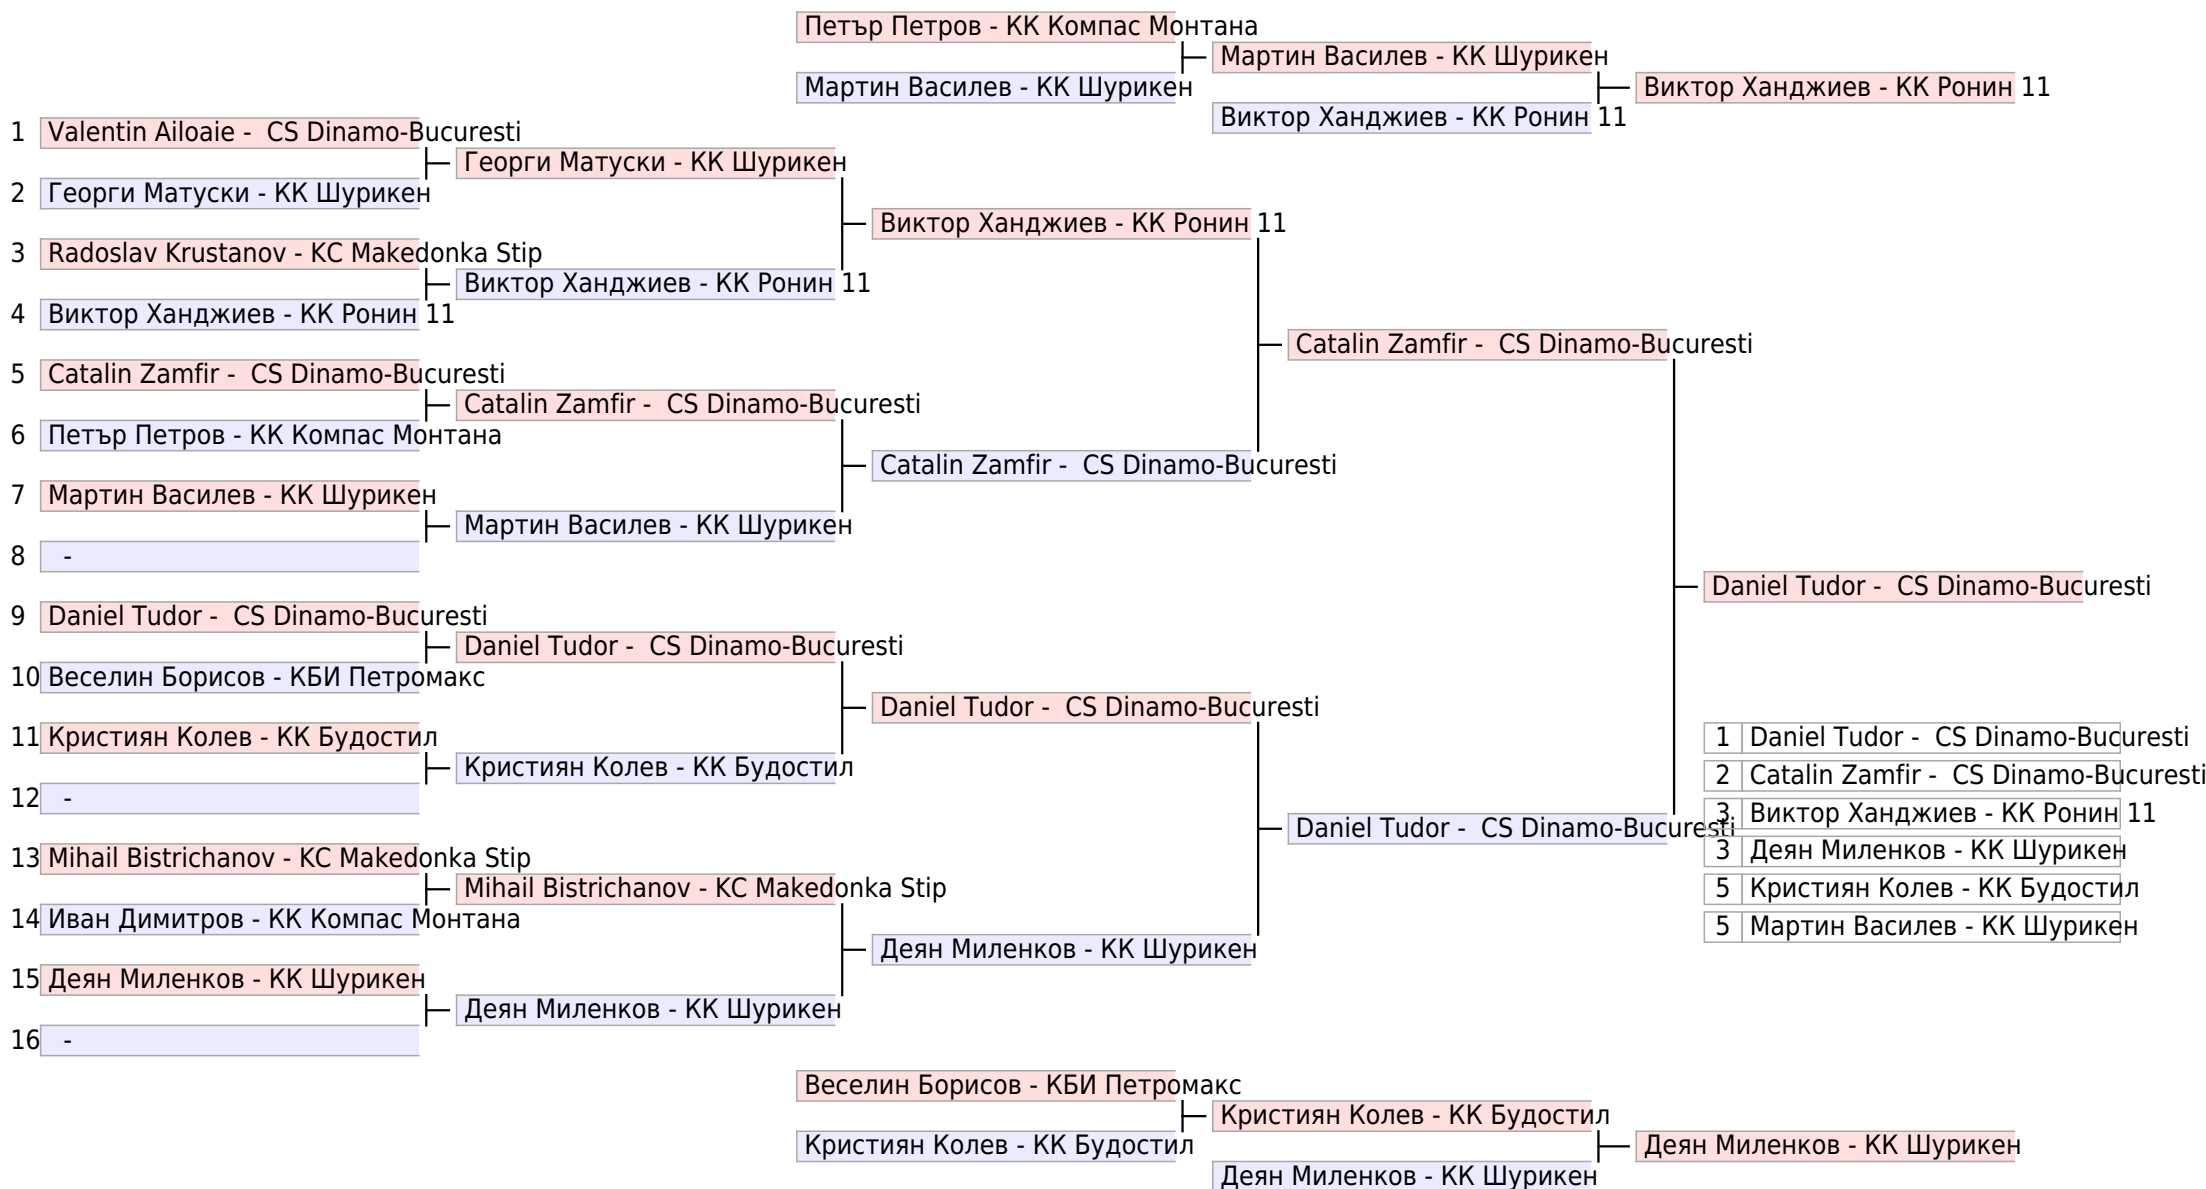 Петър Петров - КК Компас Монтана
Мартин Василев - КК Шурикен
Мартин Василев - КК Шурикен
Виктор Ханджиев - КК Ронин 11
Виктор Ханджиев - КК Ронин 11
1 Valentin Ailoaie - CS Dinamo-Bucuresti
Георги Матуски - КК Шурикен
2 Георги Матуски - КК Шурикен
Виктор Ханджиев - КК Ронин 11
3 Radoslav Krustanov - KC Makedonka Stip
Виктор Ханджиев - КК Ронин 11
4 Виктор Ханджиев - КК Ронин 11
Catalin Zamfir - CS Dinamo-Bucuresti
5 Catalin Zamfir - CS Dinamo-Bucuresti
Catalin Zamfir - CS Dinamo-Bucuresti
6 Петър Петров - КК Компас Монтана
Catalin Zamfir - CS Dinamo-Bucuresti
7 Мартин Василев - КК Шурикен
Мартин Василев - КК Шурикен
8 -
Daniel Tudor - CS Dinamo-Bucuresti
9 Daniel Tudor - CS Dinamo-Bucuresti
Daniel Tudor - CS Dinamo-Bucuresti
10 Веселин Борисов - КБИ Петромакс
Daniel Tudor - CS Dinamo-Bucuresti
11 Кристиян Колев - КК Будостил
Кристиян Колев - КК Будостил
12 -
Daniel Tudor - CS Dinamo-Bucuresti
13 Mihail Bistrichanov - KC Makedonka Stip
Mihail Bistrichanov - KC Makedonka Stip
14 Иван Димитров - КК Компас Монтана
Деян Миленков - КК Шурикен
15 Деян Миленков - КК Шурикен
Деян Миленков - КК Шурикен
16 -
1 Daniel Tudor - CS Dinamo-Bucuresti
2 Catalin Zamfir - CS Dinamo-Bucuresti
3 Виктор Ханджиев - КК Ронин 11
3 Деян Миленков - КК Шурикен
5 Кристиян Колев - КК Будостил
5 Мартин Василев - КК Шурикен
Веселин Борисов - КБИ Петромакс
Кристиян Колев - КК Будостил
Кристиян Колев - КК Будостил
Деян Миленков - КК Шурикен
Деян Миленков - КК Шурикен